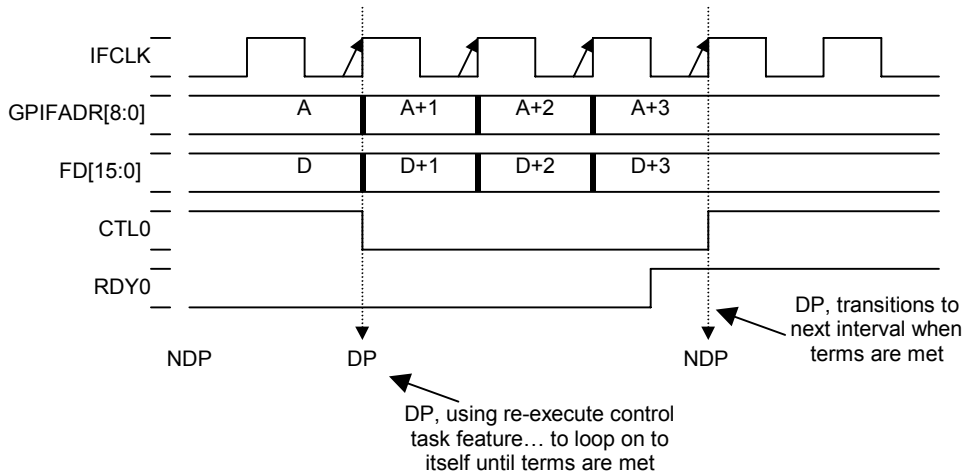 IFCLK
GPIFADR[8:0]
A
A+1
A+2
A+3
FD[15:0]
D
D+1
D+2
D+3
CTL0
RDY0
NDP
DP
NDP
DP, transitions to
next interval when
terms are met
DP, using re-execute control
task feature… to loop on to
itself until terms are met